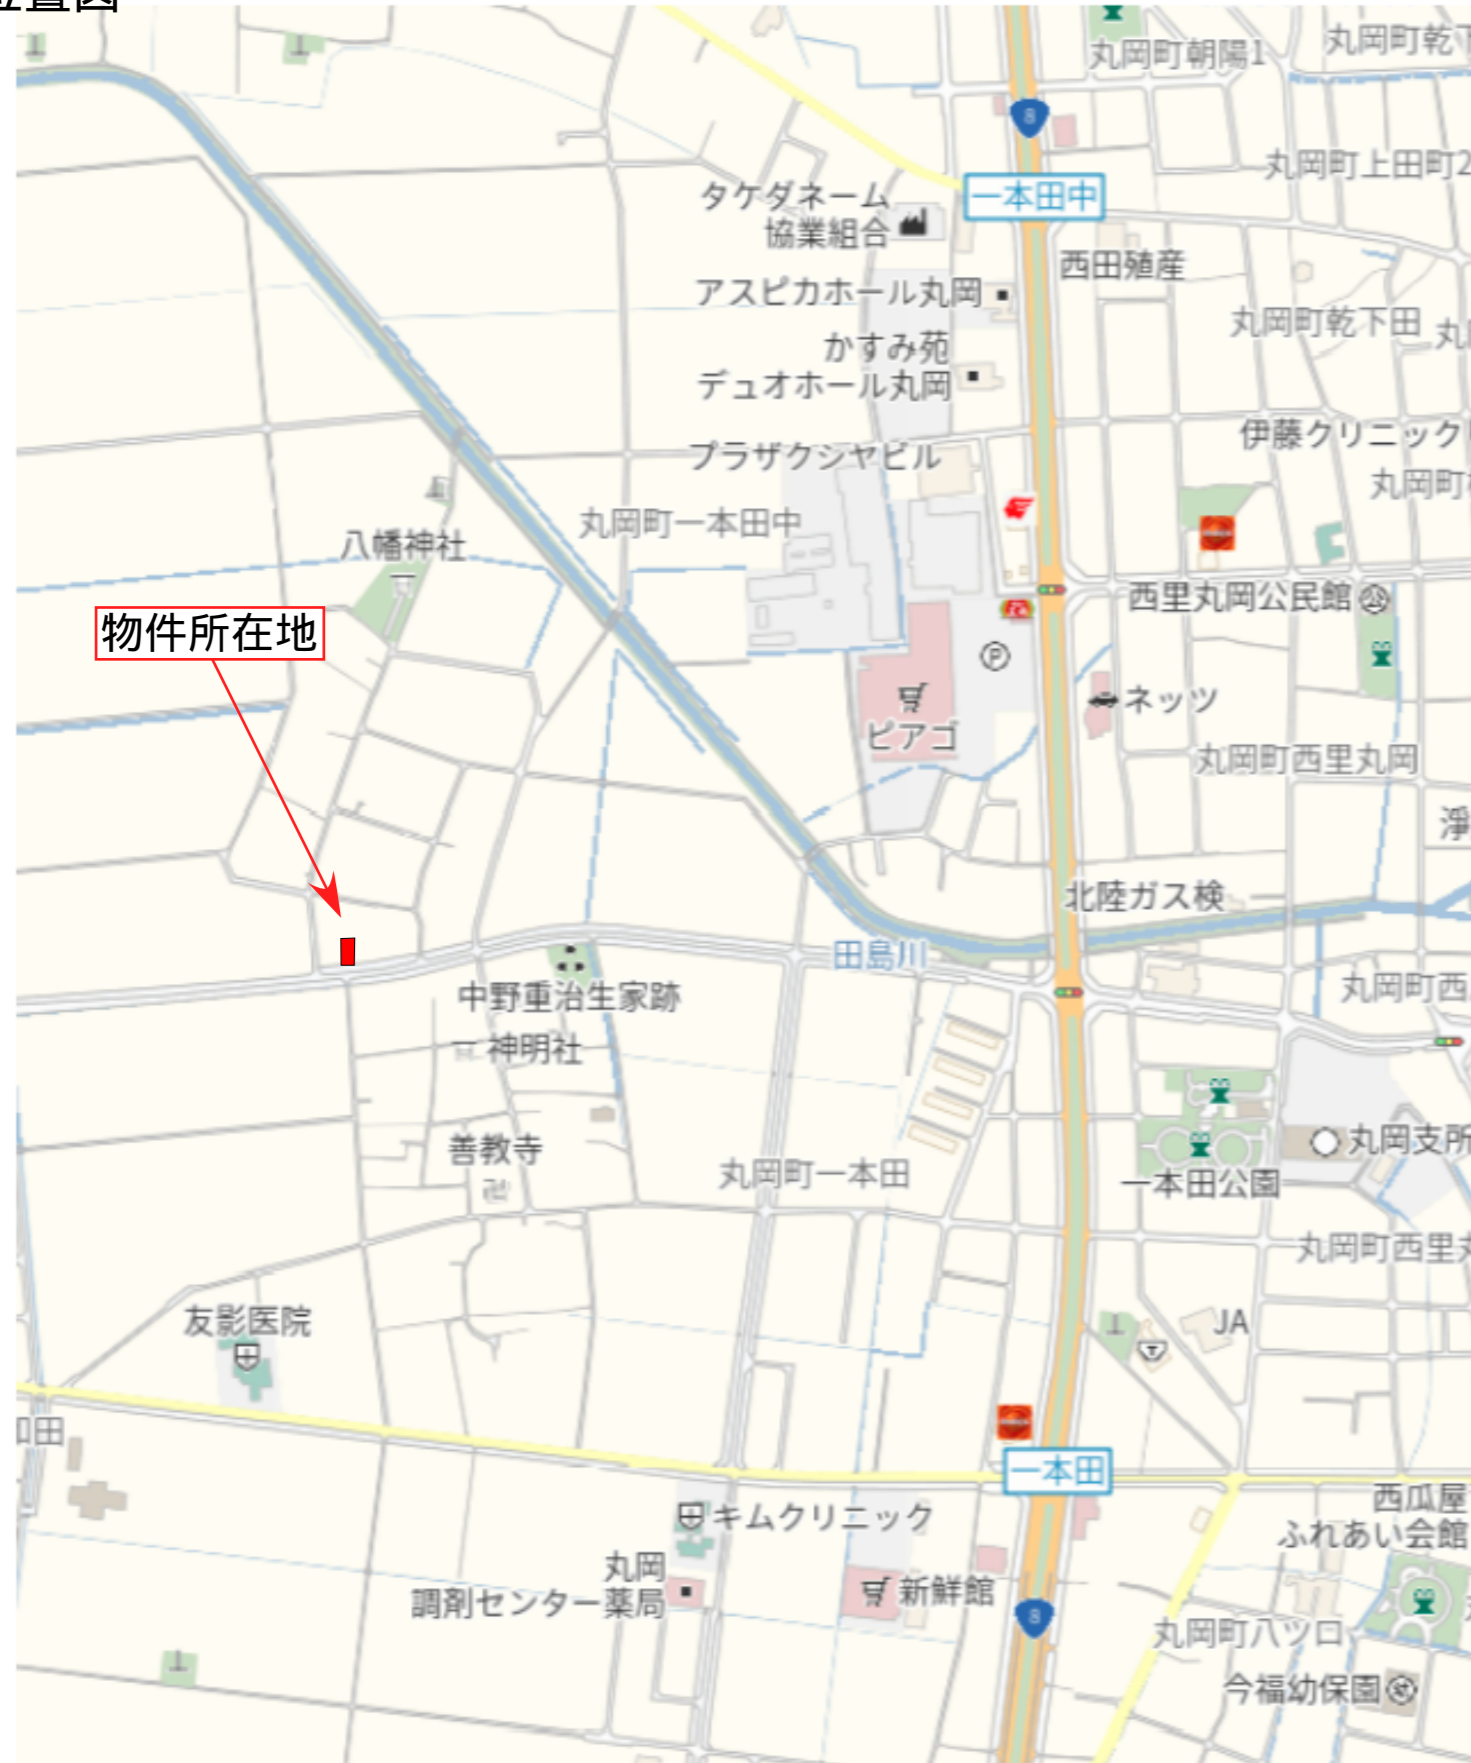 位置図
丸岡町朝陽1
丸岡町乾下
8
丸岡町上田町2
一本田中
タケダネーム
協業組合
西田殖産
アスピカホール丸岡
丸岡町乾下田
かすみ苑
デュオホール丸岡
伊藤クリニック
プラザクシヤビル
丸岡町
丸岡町一本田中
八幡神社
西里丸岡公民館
物件所在地
P
ネッツ
ピアゴ
丸岡町西里丸岡
北陸ガス検
田島川
丸岡町西
中野重治生家跡
神明社
善教寺
丸岡支所
丸岡町一本田
一本田公園
丸岡町西里丸
友影医院
JA
一本田
西瓜屋
ふれあい会館
キムクリニック
丸岡
調剤センター薬局
新鮮館
8
丸岡町八ツ口
今福幼保園